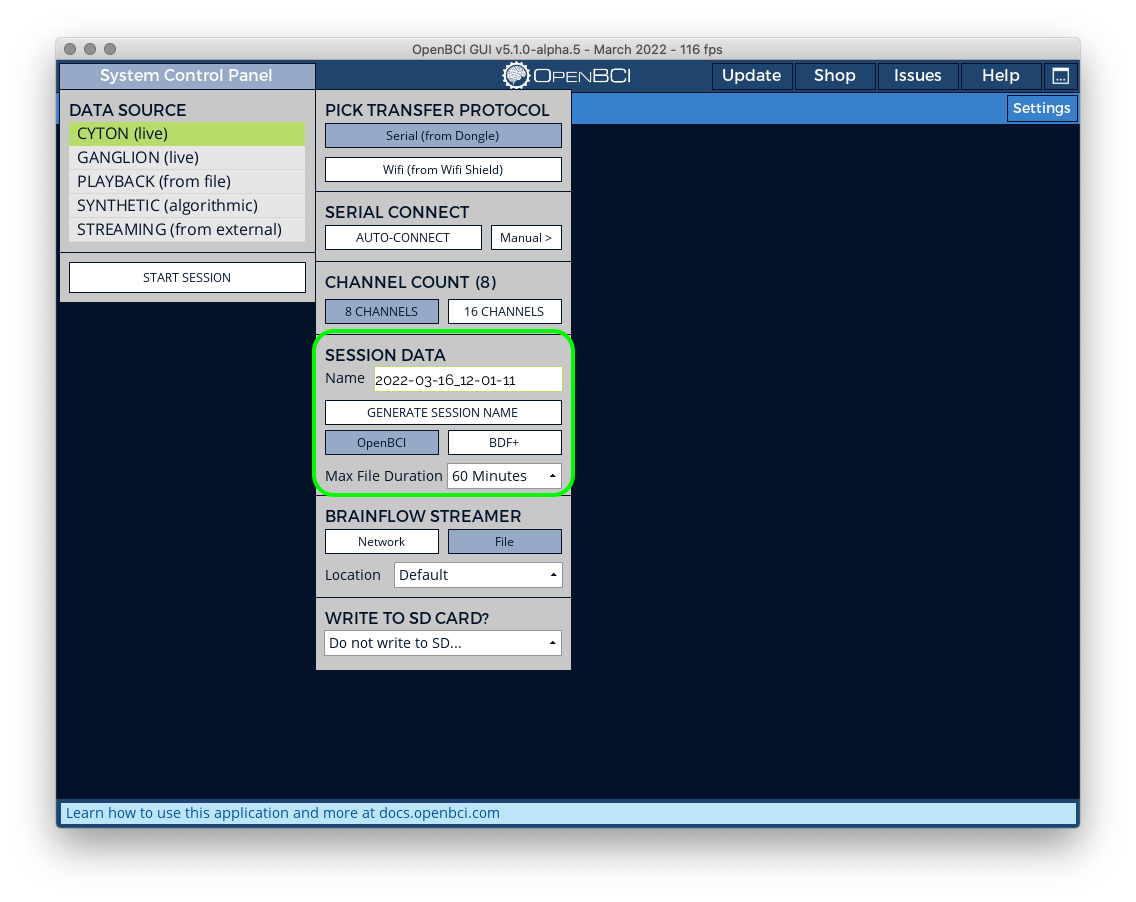 OpenBCI GUI v5.1.0-alpha.5 - March 2022 - 116 fps
System Control Panel
OPENBCI
Update
Shop
Issues
Help
...
Settings
DATA SOURCE
CYTON (live)
GANGLION (live)
PLAYBACK (from file)
SYNTHETIC (algorithmic)
STREAMING (from external)
START SESSION
PICK TRANSFER PROTOCOL
Serial (from Dongle)
Wifi (from Wifi Shield)
SERIAL CONNECT
AUTO-CONNECT
Manual >
CHANNEL COUNT (8)
8 CHANNELS
16 CHANNELS
SESSION DATA
Name 2022-03-16_12-01-11
GENERATE SESSION NAME
OpenBCI
BDF+
Max File Duration 60 Minutes
BRAINFLOW STREAMER
Network
File
Location Default
WRITE TO SD CARD?
Do not write to SD...
Learn how to use this application and more at docs.openbci.com